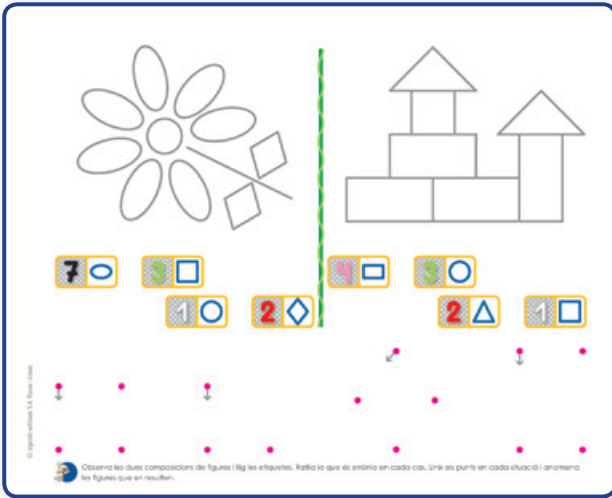 7 3
1 2
4 3
2 1
Observa les dues composicions de figures i llig les etiquetes. Ratlla la que és errònia en cada cas. Unix els punts en cada situació i anomena
les figures que en resulten.